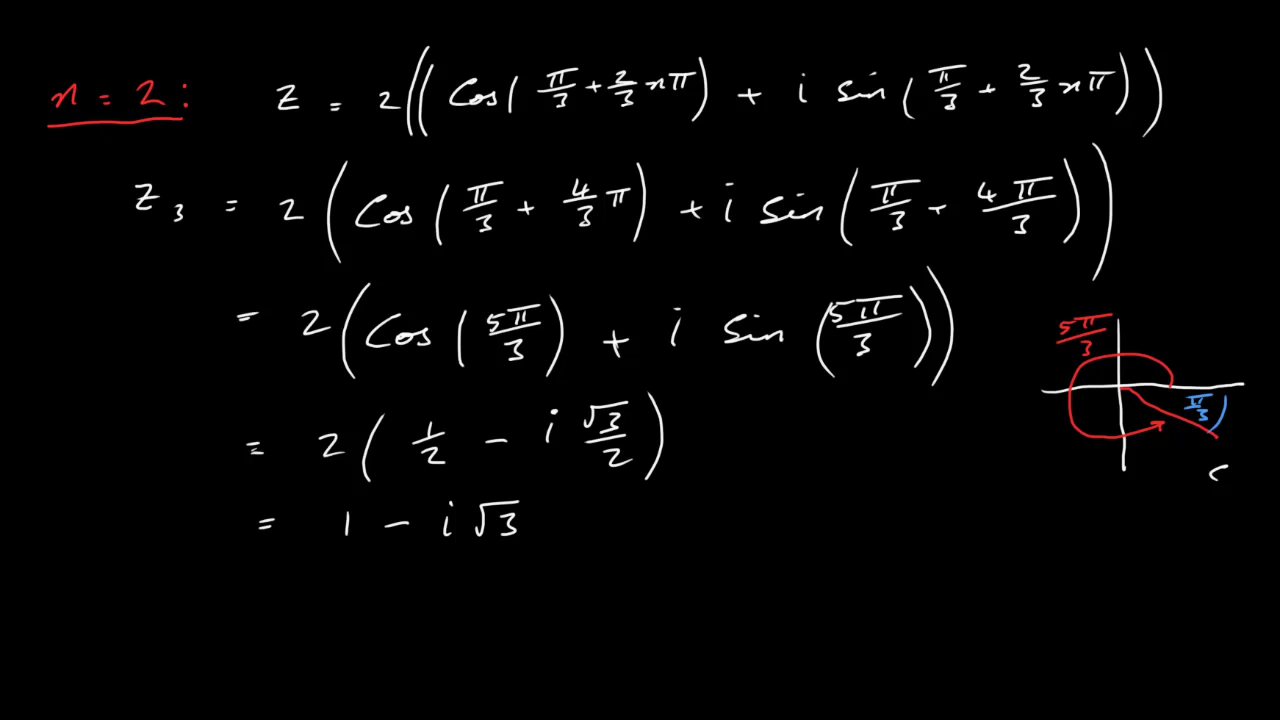 n = 2: z = 2((cos(π/3 + 2/3 nπ) + i sin(π/3 + 2/3 nπ))
z₃ = 2(cos(π/3 + 4/3 π) + i sin(π/3 + 4π/3))
= 2(cos(5π/3) + i sin(5π/3))
5π/3
π/3
= 2(1/2 - i √3/2)
= 1 - i√3